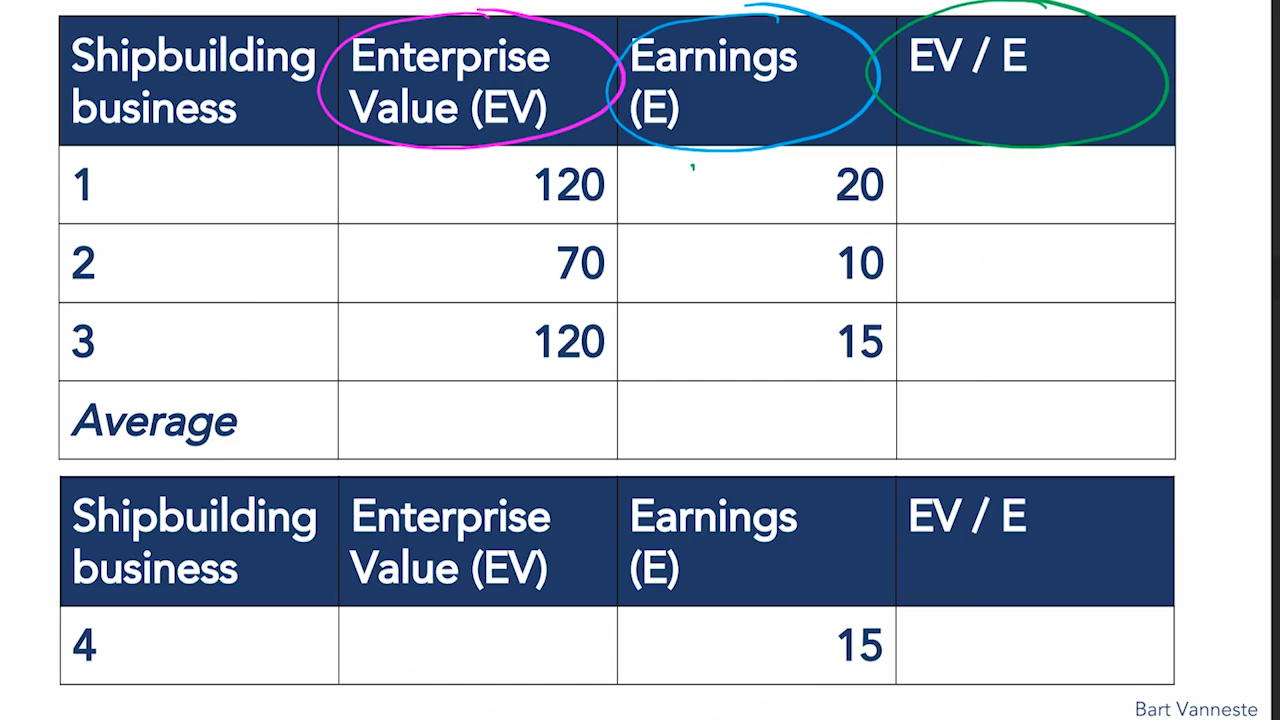 Shipbuilding business Enterprise Value (EV) Earnings (E) EV / E
1 120 20
2 70 10
3 120 15
Average
Shipbuilding business Enterprise Value (EV) Earnings (E) EV / E
4 15
Bart Vanneste